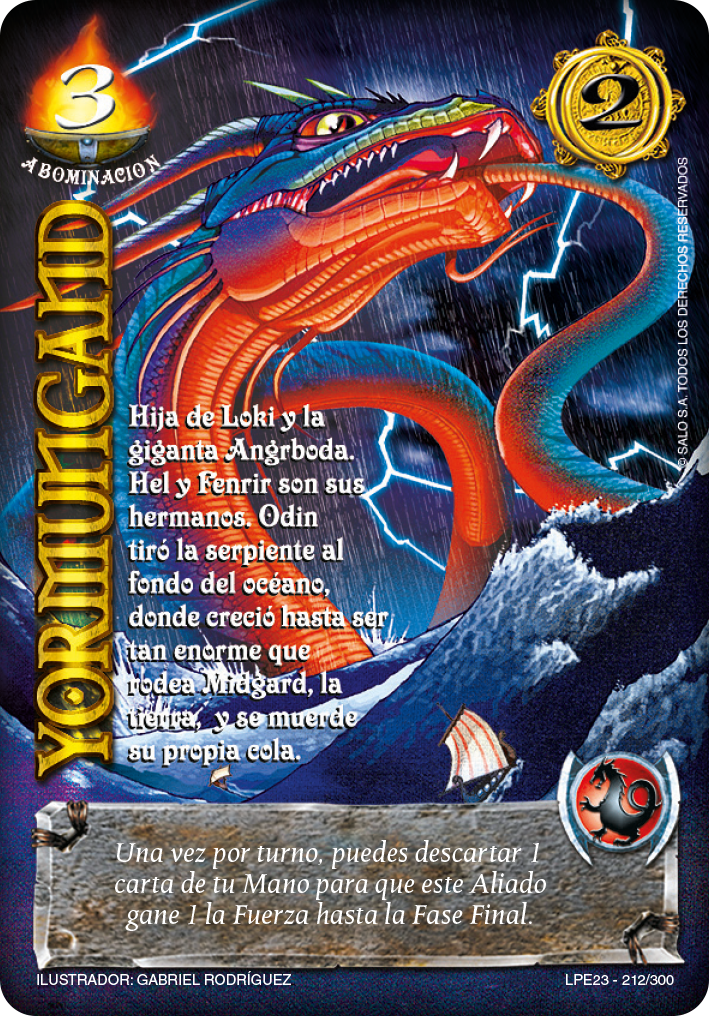 3
ABOMINACION
2
YORMUNGAND
© SALO S.A. TODOS LOS DERECHOS RESERVADOS
Hija de Loki y la
giganta Angrboda.
Hel y Fenrir son sus
hermanos. Odin
tiró la serpiente al
fondo del océano,
donde creció hasta ser
tan enorme que
rodea Midgard, la
tierra, y se muerde
su propia cola.
Una vez por turno, puedes descartar 1
carta de tu Mano para que este Aliado
gane 1 la Fuerza hasta la Fase Final.
ILUSTRADOR: GABRIEL RODRÍGUEZ
LPE23 - 212/300